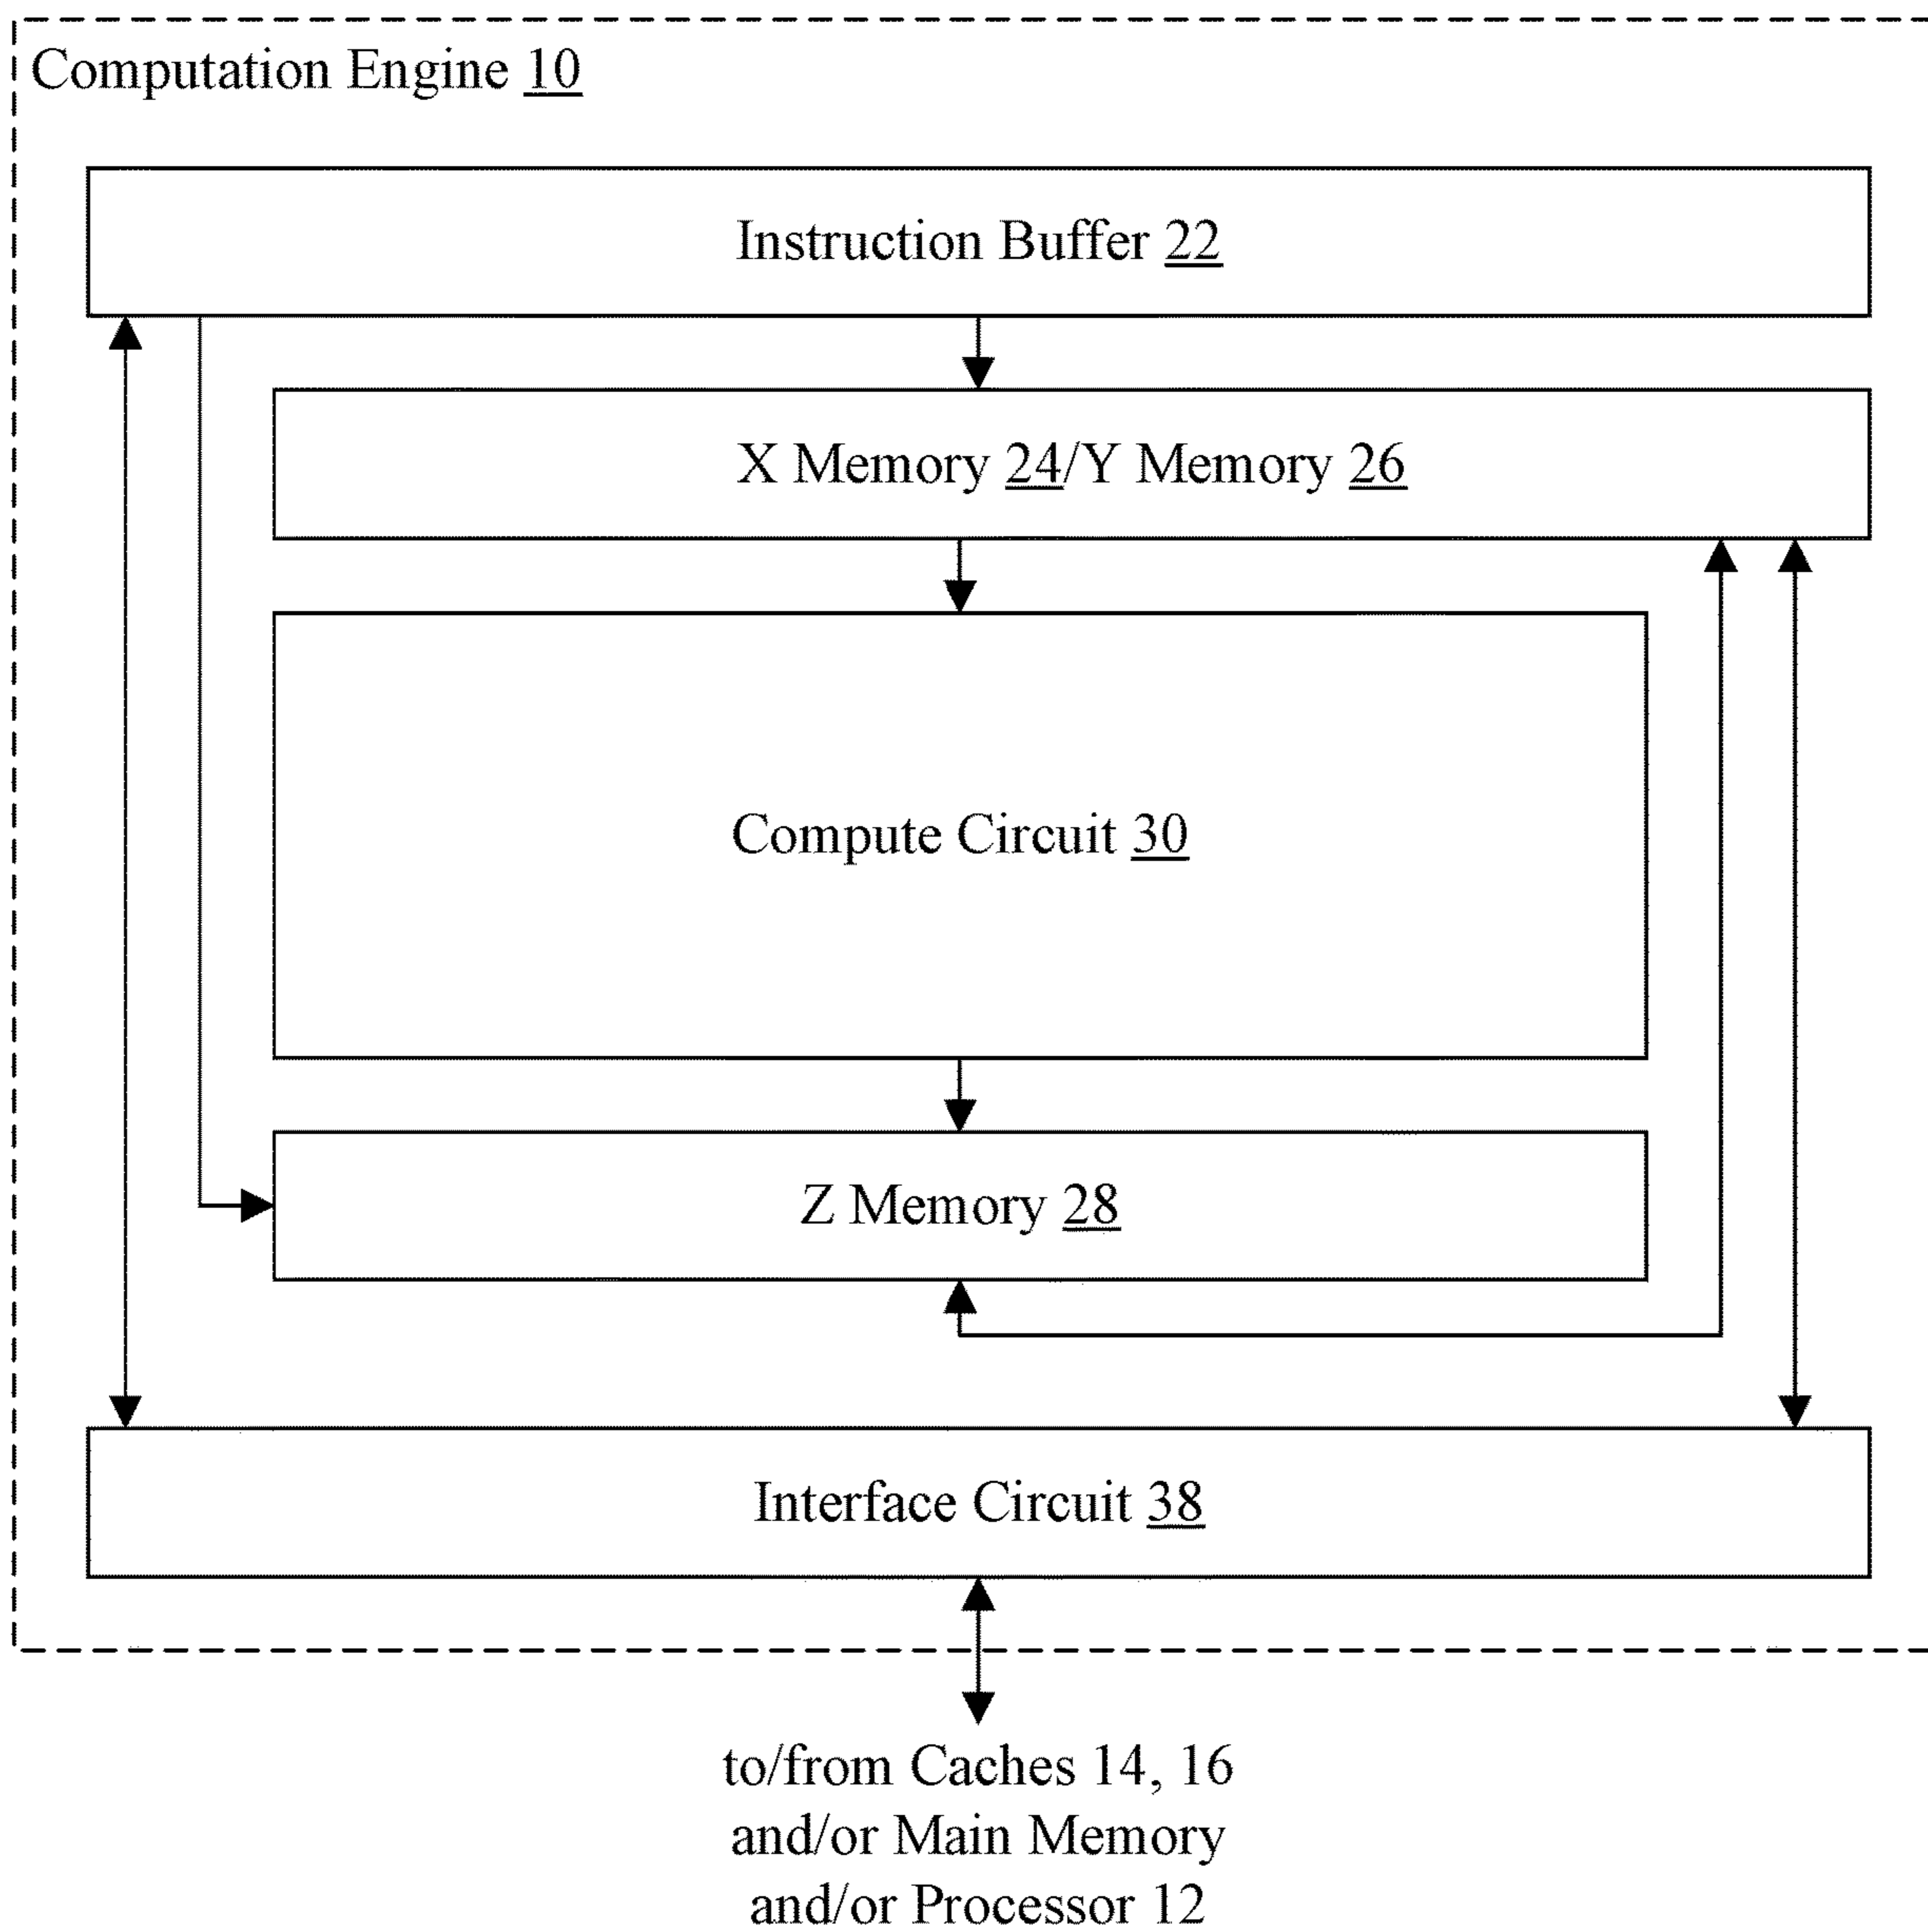 Computation Engine 10
Instruction Buffer 22
X Memory 24/Y Memory 26
Compute Circuit 30
Z Memory 28
Interface Circuit 38
to/from Caches 14, 16
and/or Main Memory
and/or Processor 12